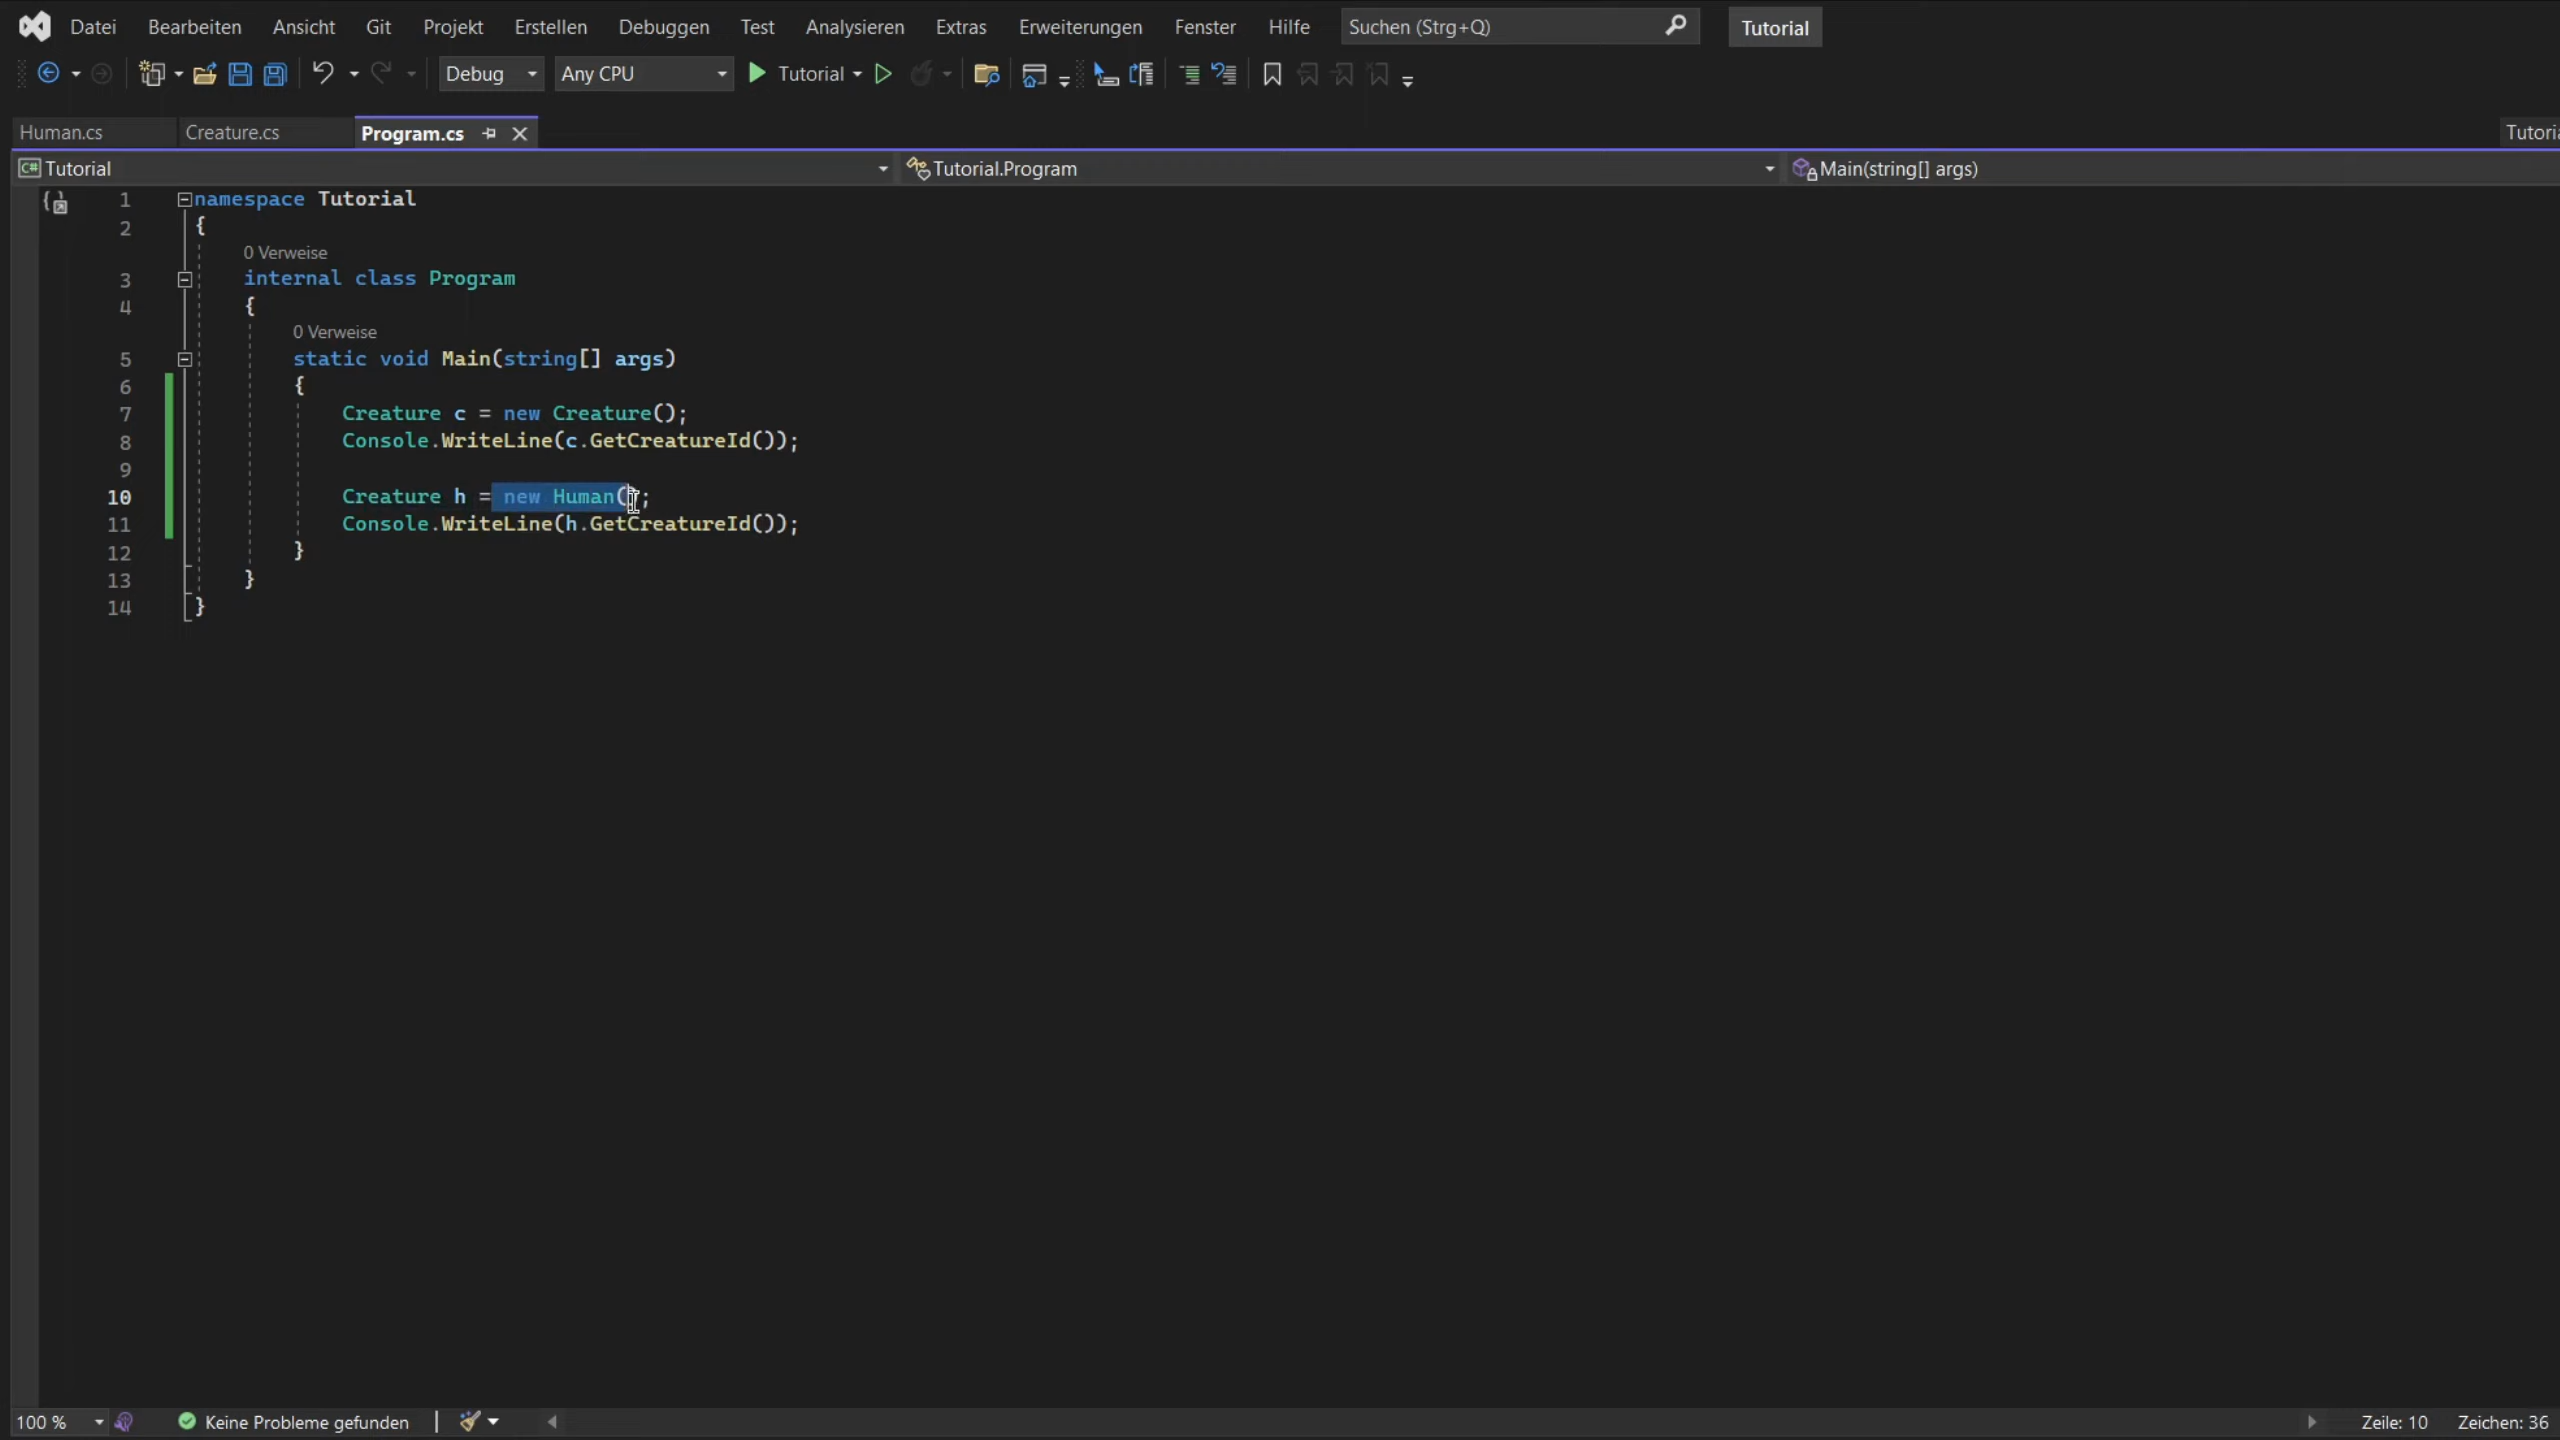 Datei Bearbeiten Ansicht Git Projekt Erstellen Debuggen Test Analysieren Extras Erweiterungen Fenster Hilfe Suchen (Strg+Q) Tutorial
Debug Any CPU Tutorial
Human.cs Creature.cs Program.cs
C# Tutorial Tutorial.Program Main(string[] args)
1 namespace Tutorial
2 {
0 Verweise
3 internal class Program
4 {
0 Verweise
5 static void Main(string[] args)
6 {
7 Creature c = new Creature();
8 Console.WriteLine(c.GetCreatureId());
9
10 Creature h = new Human();
11 Console.WriteLine(h.GetCreatureId());
12 }
13 }
14 }
100 % Keine Probleme gefunden Zeile: 10 Zeichen: 36